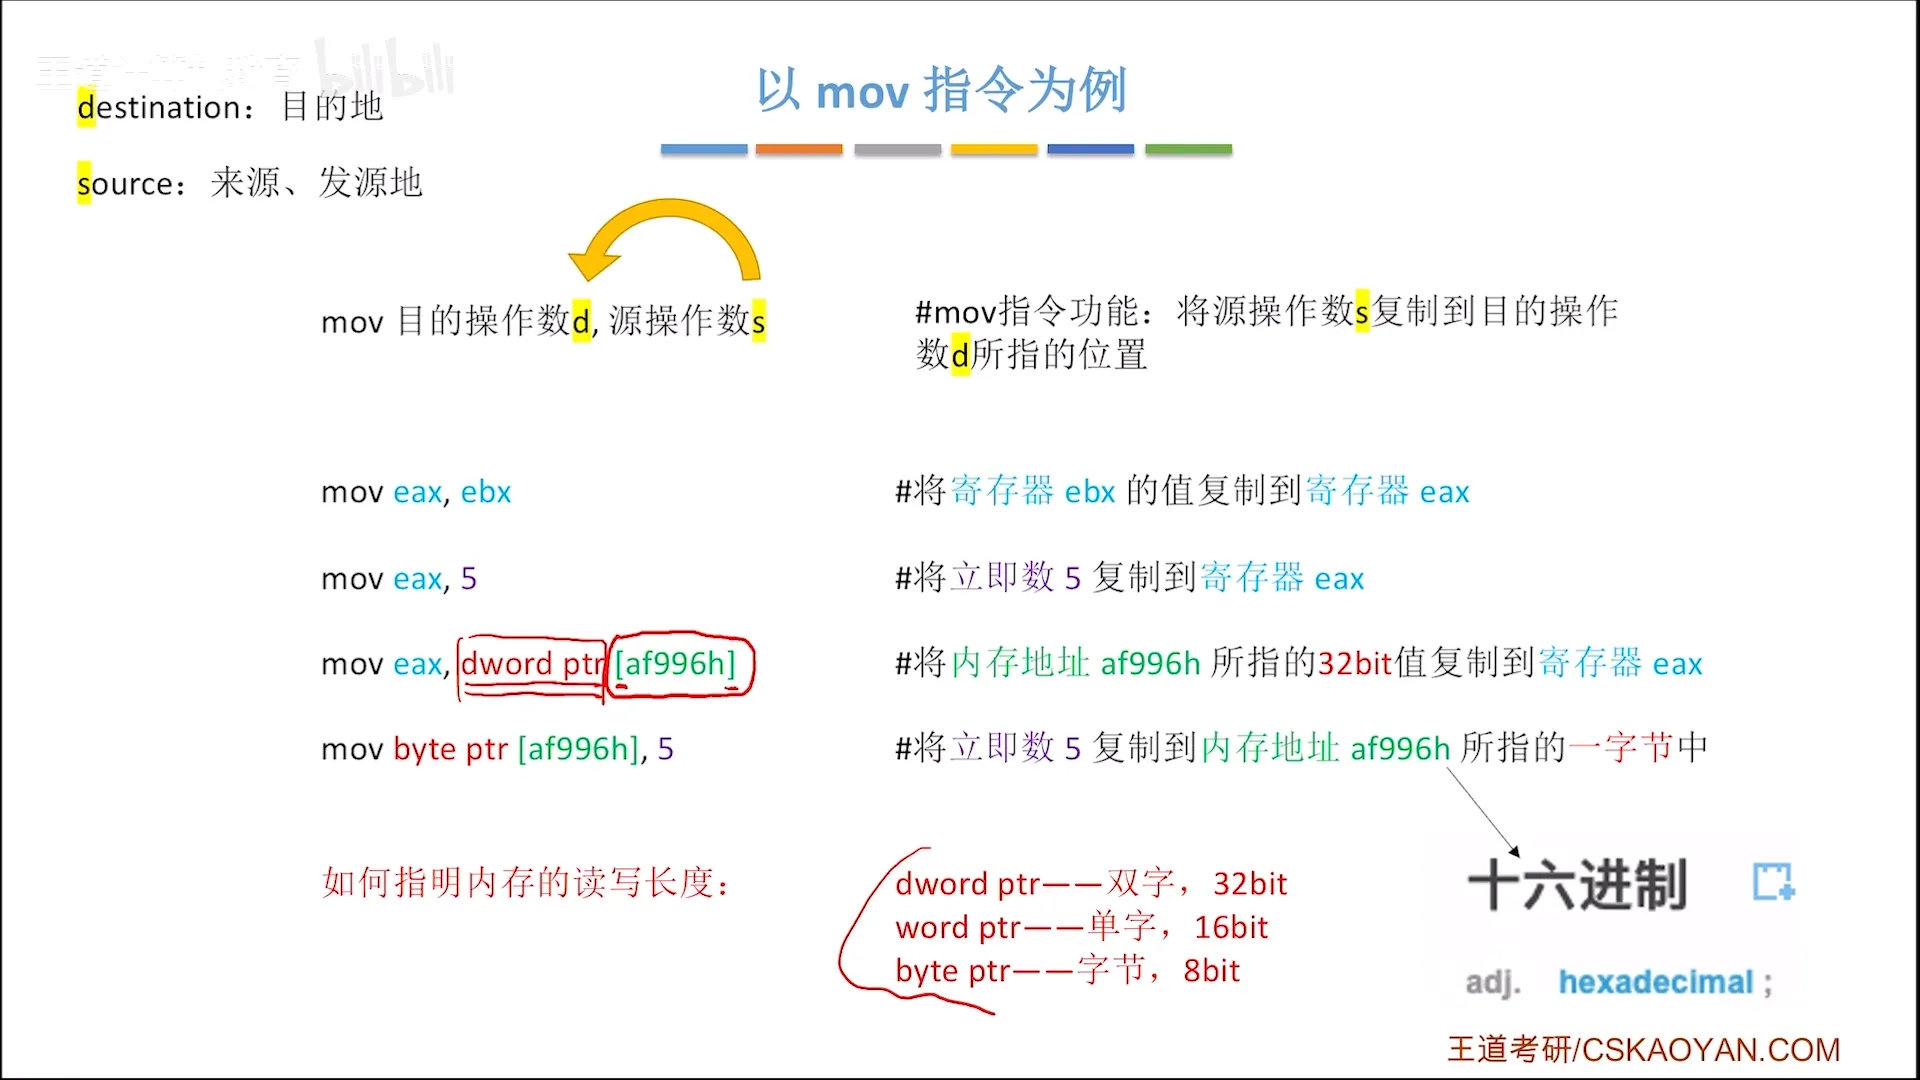 bilibili
以 mov 指令为例
destination：目的地
source：来源、发源地
mov 目的操作数d, 源操作数s
#mov指令功能：将源操作数s复制到目的操作
数d所指的位置
mov eax, ebx
#将寄存器 ebx 的值复制到寄存器 eax
mov eax, 5
#将立即数 5 复制到寄存器 eax
mov eax, dword ptr [af996h]
#将内存地址 af996h 所指的32bit值复制到寄存器 eax
mov byte ptr [af996h], 5
#将立即数 5 复制到内存地址 af996h 所指的一字节中
如何指明内存的读写长度：
dword ptr——双字，32bit
word ptr——单字，16bit
byte ptr——字节，8bit
十六进制
adj. hexadecimal ;
王道考研/CSKAOYAN.COM